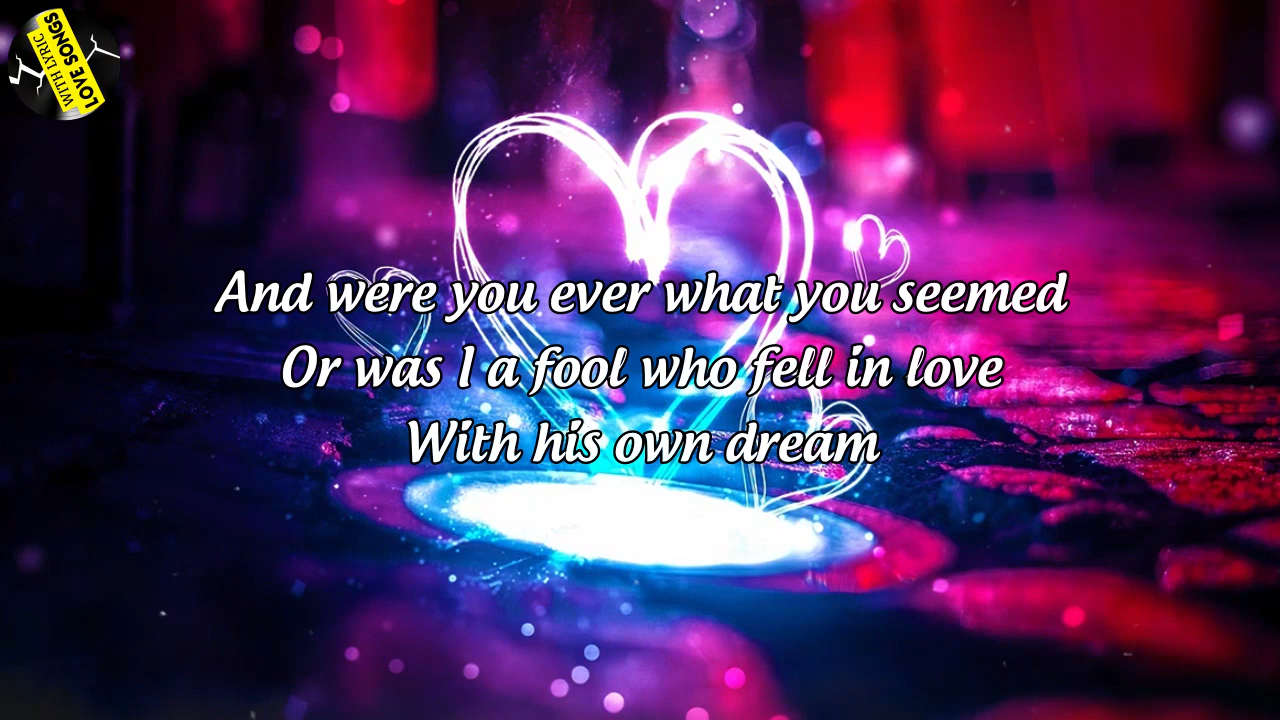 WITH LYRIC
LOVE SONGS
And were you ever what you seemed
Or was I a fool who fell in love
With his own dream